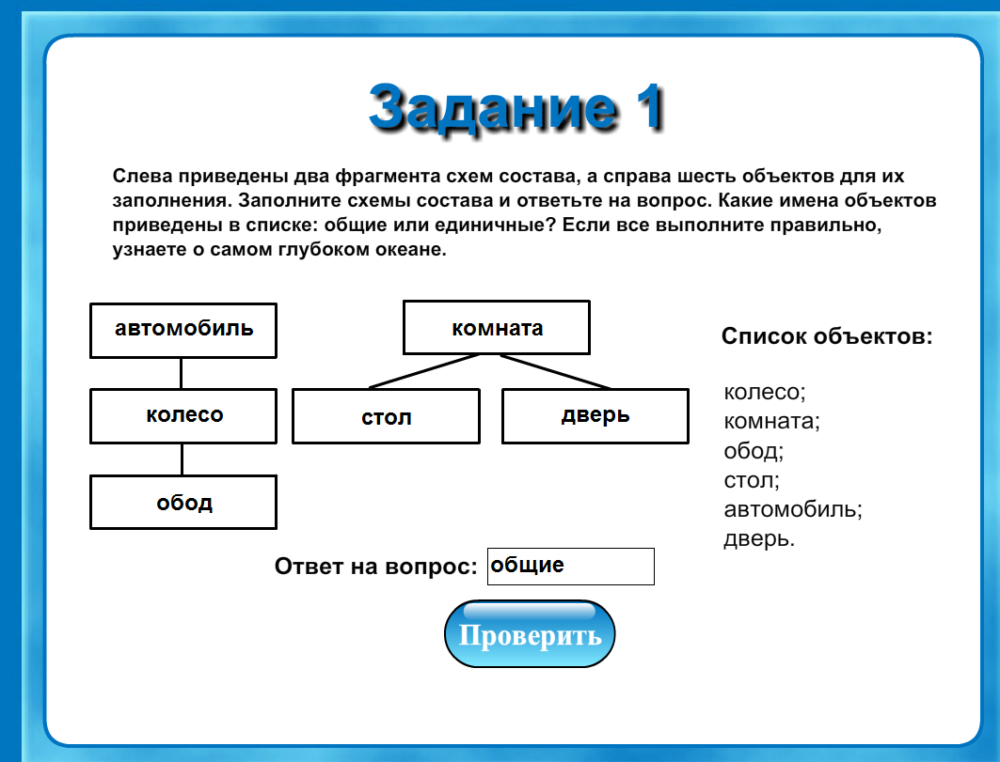 Задание 1
Слева приведены два фрагмента схем состава, а справа шесть объектов для их
заполнения. Заполните схемы состава и ответьте на вопрос. Какие имена объектов
приведены в списке: общие или единичные? Если все выполните правильно,
узнаете о самом глубоком океане.
автомобиль
колесо
обод
комната
стол
дверь
Список объектов:
колесо;
комната;
обод;
стол;
автомобиль;
дверь.
Ответ на вопрос: общие
Проверить